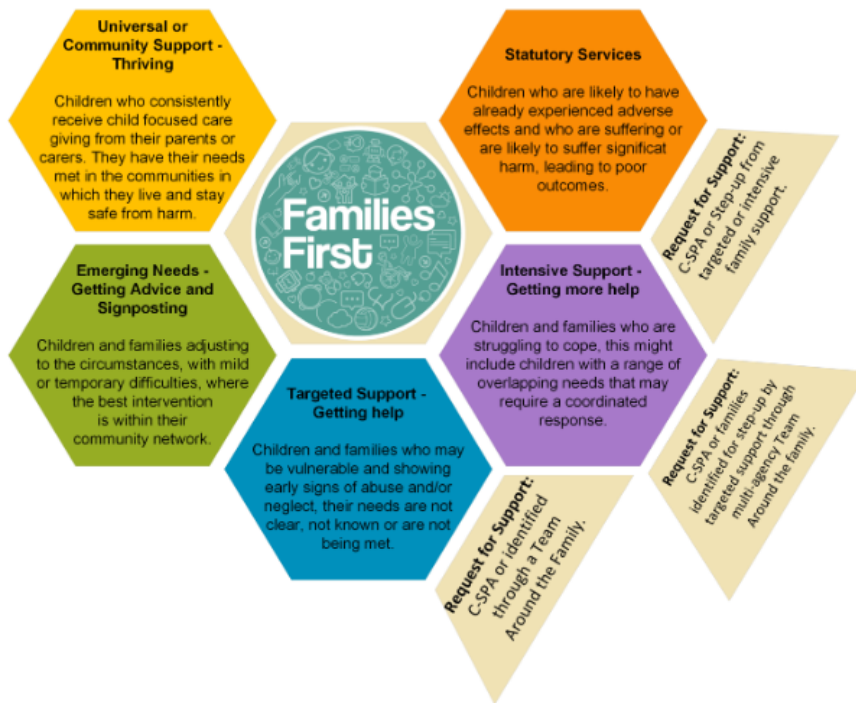 Universal or
Community Support -
Thriving
Children who consistently
receive child focused care
giving from their parents or
carers. They have their needs
met in the communities in
which they live and stay
safe from harm.
Statutory Services
Children who are likely to have
already experienced adverse
effects and who are suffering or
are likely to suffer significat
harm, leading to poor
outcomes.
Request for Support:
C-SPA or Step-up from
targeted or intensive
family support.
Families
First
Emerging Needs -
Getting Advice and
Signposting
Children and families adjusting
to the circumstances, with mild
or temporary difficulties, where
the best intervention
is within their
community network.
Intensive Support -
Getting more help
Children and families who are
struggling to cope, this might
include children with a range of
overlapping needs that may
require a coordinated
response.
Request for Support:
C-SPA or families
identified for step-up by
targeted support through
multi-agency Team
Around the family.
Targeted Support -
Getting help
Children and families who may
be vulnerable and showing
early signs of abuse and/or
neglect, their needs are not
clear, not known or are not
being met.
Request for Support:
C-SPA or identified
through a Team
Around the Family.